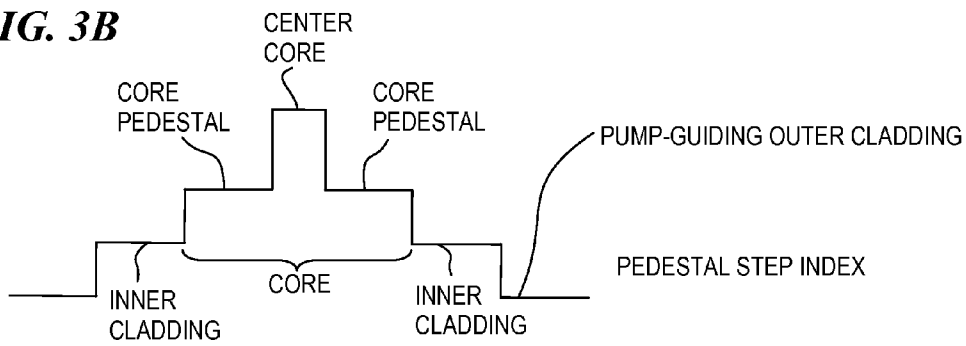 IG. 3B
CENTER
CORE
CORE
PEDESTAL
CORE
PEDESTAL
PUMP-GUIDING OUTER CLADDING
PEDESTAL STEP INDEX
CORE
INNER
CLADDING
INNER
CLADDING